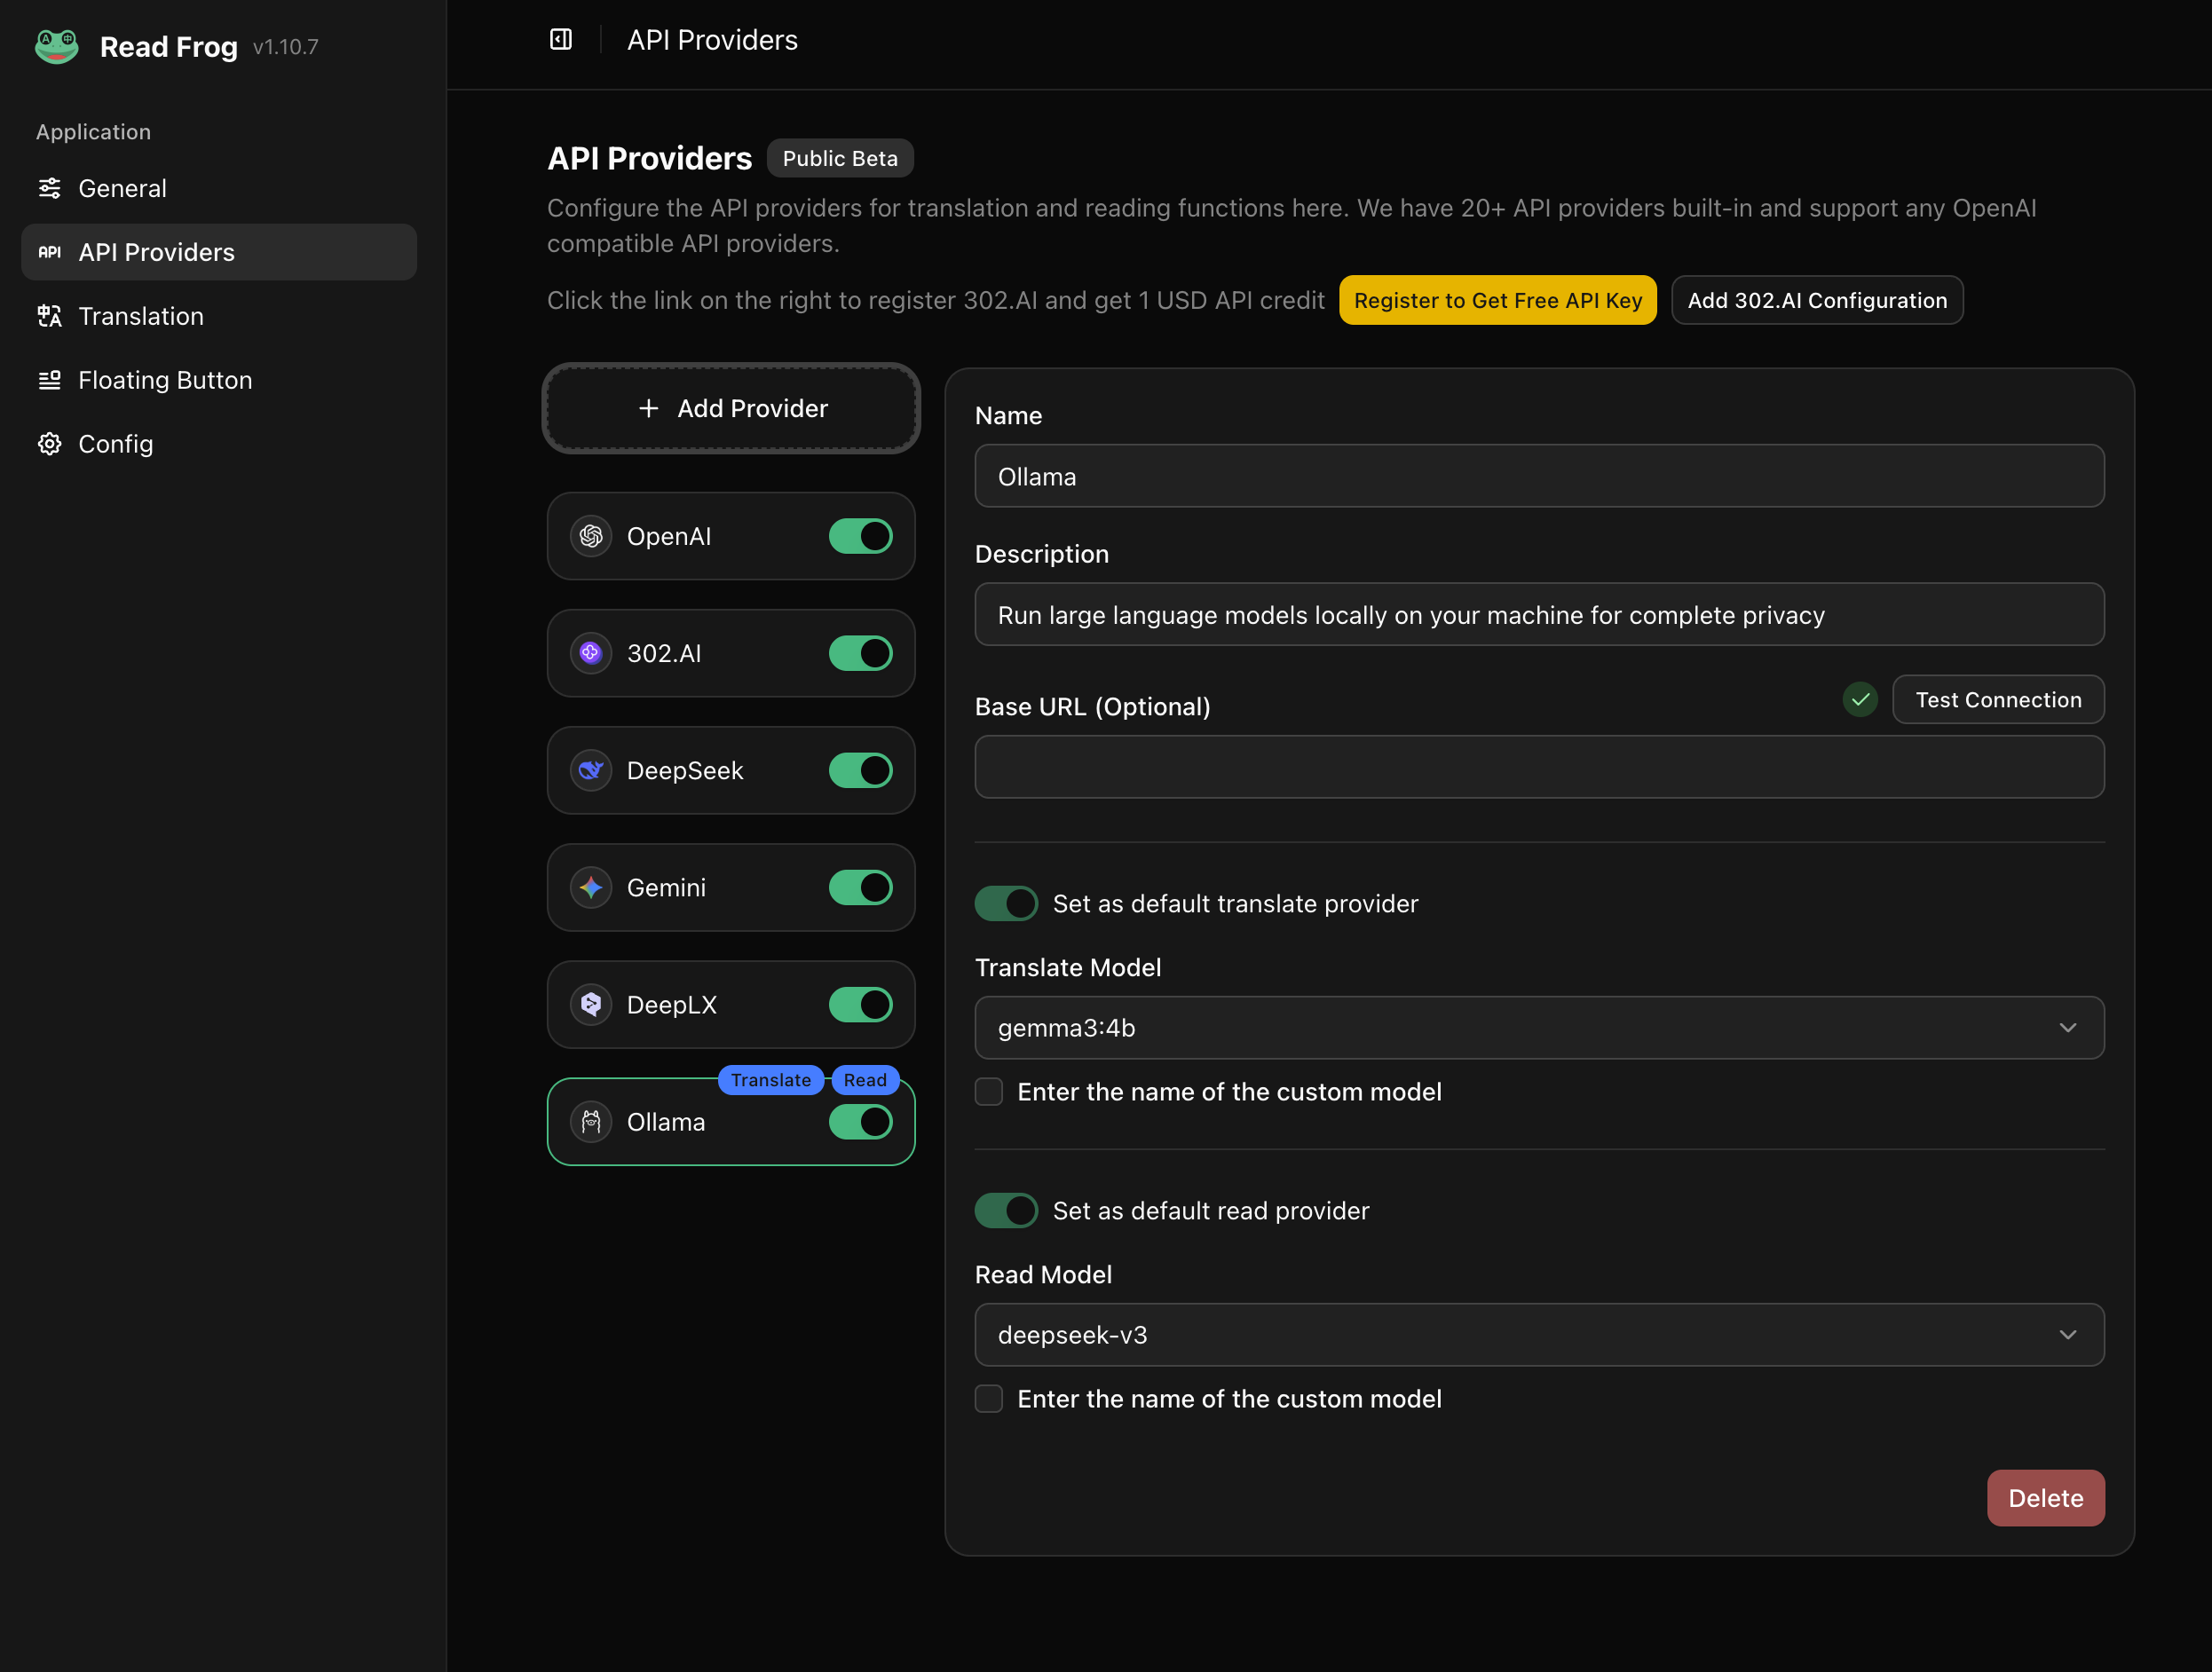 Read Frog v1.10.7
Application
General
API Providers
Translation
Floating Button
Config
API Providers
API Providers
Public Beta
Configure the API providers for translation and reading functions here. We have 20+ API providers built-in and support any OpenAI
compatible API providers.
Click the link on the right to register 302.AI and get 1 USD API credit
Register to Get Free API Key
Add 302.AI Configuration
+ Add Provider
OpenAI
302.AI
DeepSeek
Gemini
DeepLX
Translate
Read
Ollama
Name
Ollama
Description
Run large language models locally on your machine for complete privacy
Base URL (Optional)
Test Connection
Set as default translate provider
Translate Model
gemma3:4b
Enter the name of the custom model
Set as default read provider
Read Model
deepseek-v3
Enter the name of the custom model
Delete